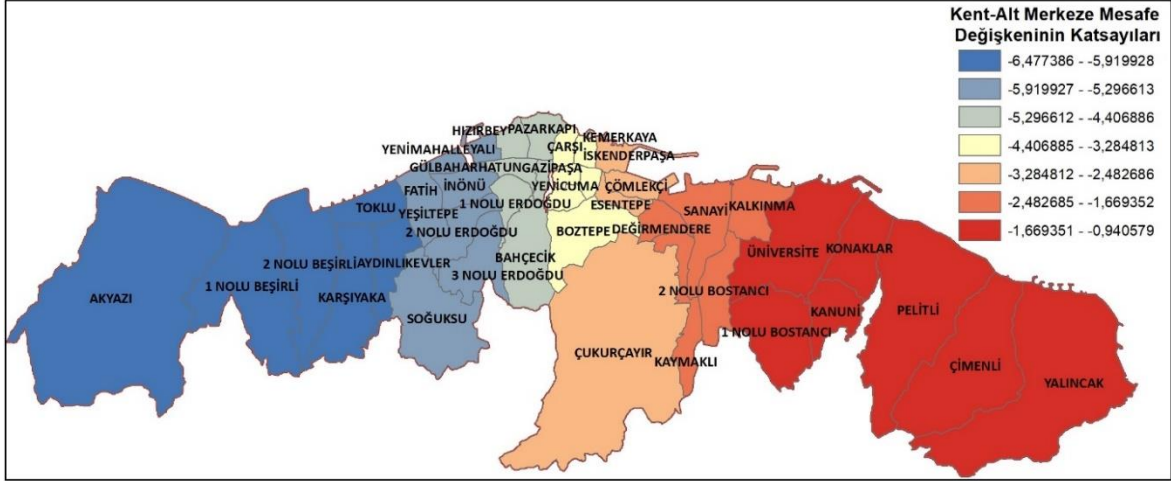 Kent-Alt Merkeze Mesafe
Değişkeninin Katsayıları
-6,477386 - -5,919928
-5,919927 - -5,296613
-5,296612 - -4,406886
-4,406885 - -3,284813
-3,284812 - -2,482686
-2,482685 - -1,669352
-1,669351 - -0,940579
HIZIRBEY PAZARKAPI
KEMERKAYA
YENİMAHALLE YALI ÇARŞI İSKENDERPAŞA
GÜLBAHARHATUN GAZİPAŞA
FATİH İNÖNÜ YENİCUMA ÇÖMLEKÇİ
TOKLU 1 NOLU ERDOĞDU ESENTEPE SANAYİ KALKINMA
YEŞİLTEPE
2 NOLU ERDOĞDU BOZTEPE DEĞİRMENDERE
ÜNİVERSİTE KONAKLAR
2 NOLU BEŞİRLİ AYDINLIKEVLER BAHÇECİK
3 NOLU ERDOĞDU
1 NOLU BEŞİRLİ 2 NOLU BOSTANCI
AKYAZI KARŞIYAKA
KANUNİ PELİTLİ
SOĞUKSU
1 NOLU BOSTANCI
ÇUKURÇAYIR KAYMAKLI
ÇİMENLİ
YALINCAK